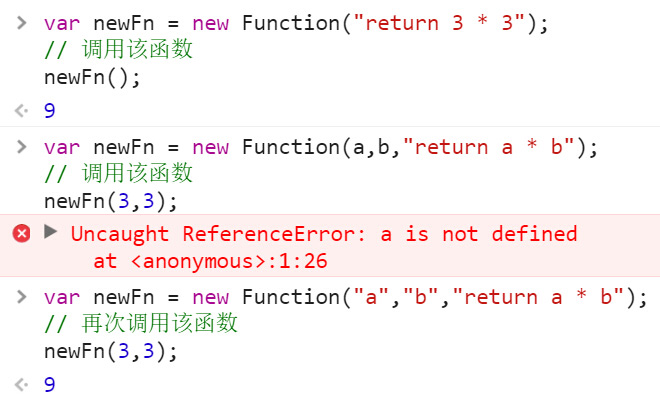 var newFn = new Function("return 3 * 3");
// 调用该函数
newFn();
9
var newFn = new Function(a,b,"return a * b");
// 调用该函数
newFn(3,3);
Uncaught ReferenceError: a is not defined
at <anonymous>:1:26
var newFn = new Function("a","b","return a * b");
// 再次调用该函数
newFn(3,3);
9